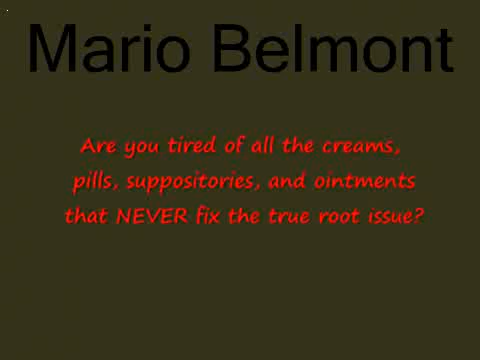 Mario Belmont
Are you tired of all the creams,
pills, suppositories, and ointments
that NEVER fix the true root issue?